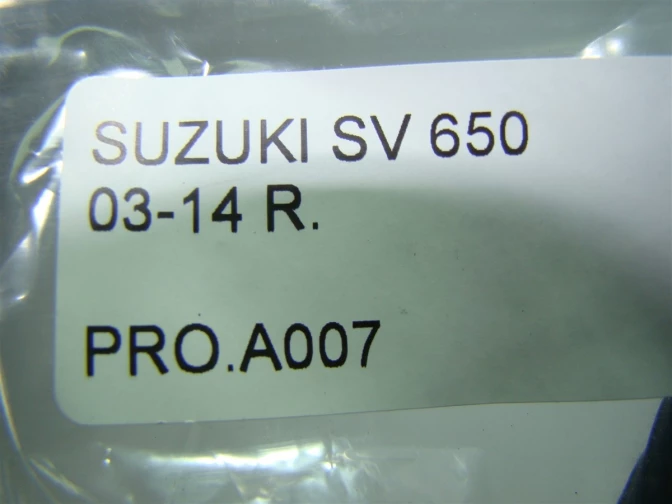 SUZUKI SV 650
03-14 R.
PRO.A007